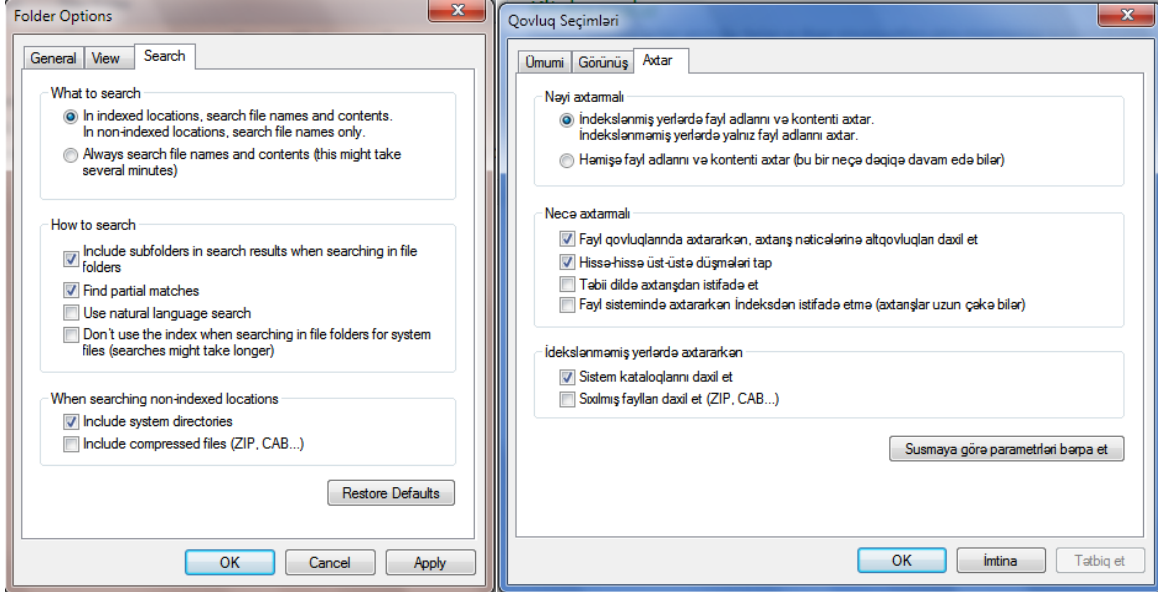 Folder Options
General View Search
What to search
In indexed locations, search file names and contents.
In non-indexed locations, search file names only.
Always search file names and contents (this might take
several minutes)
How to search
Include subfolders in search results when searching in file
folders
Find partial matches
Use natural language search
Don't use the index when searching in file folders for system
files (searches might take longer)
When searching non-indexed locations
Include system directories
Include compressed files (ZIP, CAB...)
Restore Defaults
OK Cancel Apply
Qovluq Seçimləri
Ümumi Görünüş Axtar
Nəyi axtarmalı
İndekslənmiş yerlərdə fayl adlarını və kontenti axtar.
İndekslənməmiş yerlərdə yalnız fayl adlarını axtar.
Həmişə fayl adlarını və kontenti axtar (bu bir neçə dəqiqə davam edə bilər)
Necə axtarmalı
Fayl qovluqlarında axtararkən, axtarış nəticələrinə altqovluqları daxil et
Hissə-hissə üst-üstə düşmələri tap
Təbii dildə axtarışdan istifadə et
Fayl sistemində axtararkən İndeksdən istifadə etmə (axtarışlar uzun çəkə bilər)
İdekslənməmiş yerlərdə axtararkən
Sistem kataloqlarını daxil et
Sıxılmış faylları daxil et (ZIP, CAB...)
Susmaya görə parametrləri bərpa et
OK İmtina Tətbiq et